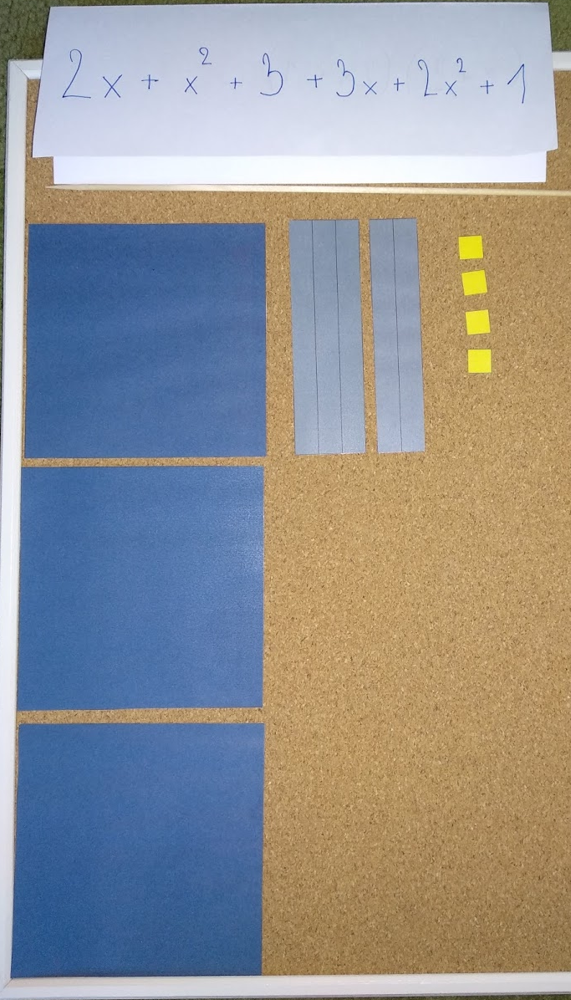 2x + x² + 3 + 3x + 2x² + 1